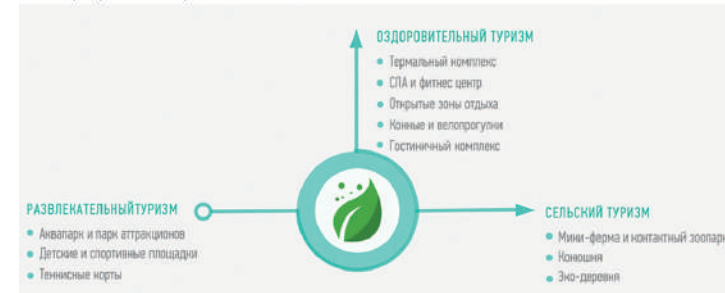 ОЗДОРОВИТЕЛЬНЫЙ ТУРИЗМ
• Термальный комплекс
• СПА и фитнес центр
• Открытые зоны отдыха
• Конные и велопрогулки
• Гостиничный комплекс
РАЗВЛЕКАТЕЛЬНЫЙТУРИЗМ
• Аквапарк и парк аттракционов
• Детские и спортивные площадки
• Теннисные корты
СЕЛЬСКИЙ ТУРИЗМ
• Мини-ферма и контактный зоопарк
• Конюшня
• Эко-деревня